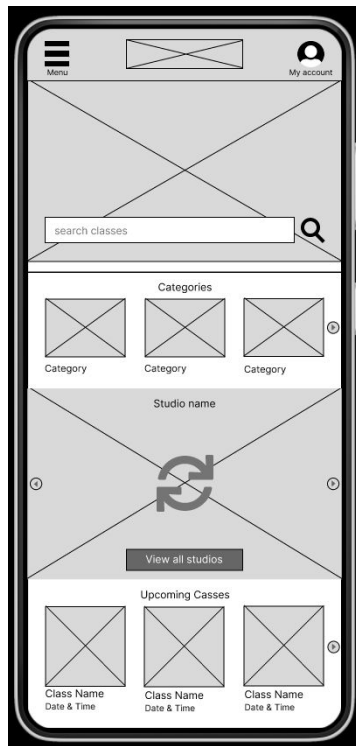 Menu
My account
search classes
Categories
Category
Category
Category
Studio name
View all studios
Upcoming Casses
Class Name
Date & Time
Class Name
Date & Time
Class Name
Date & Time